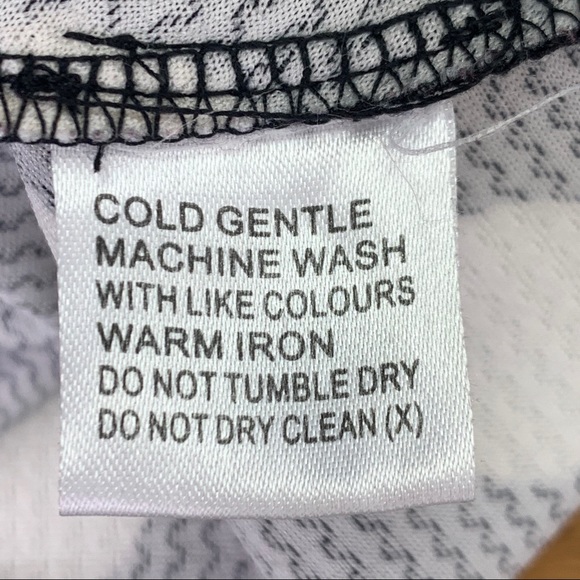 COLD GENTLE
MACHINE WASH
WITH LIKE COLOURS
WARM IRON
DO NOT TUMBLE DRY
DO NOT DRY CLEAN (X)